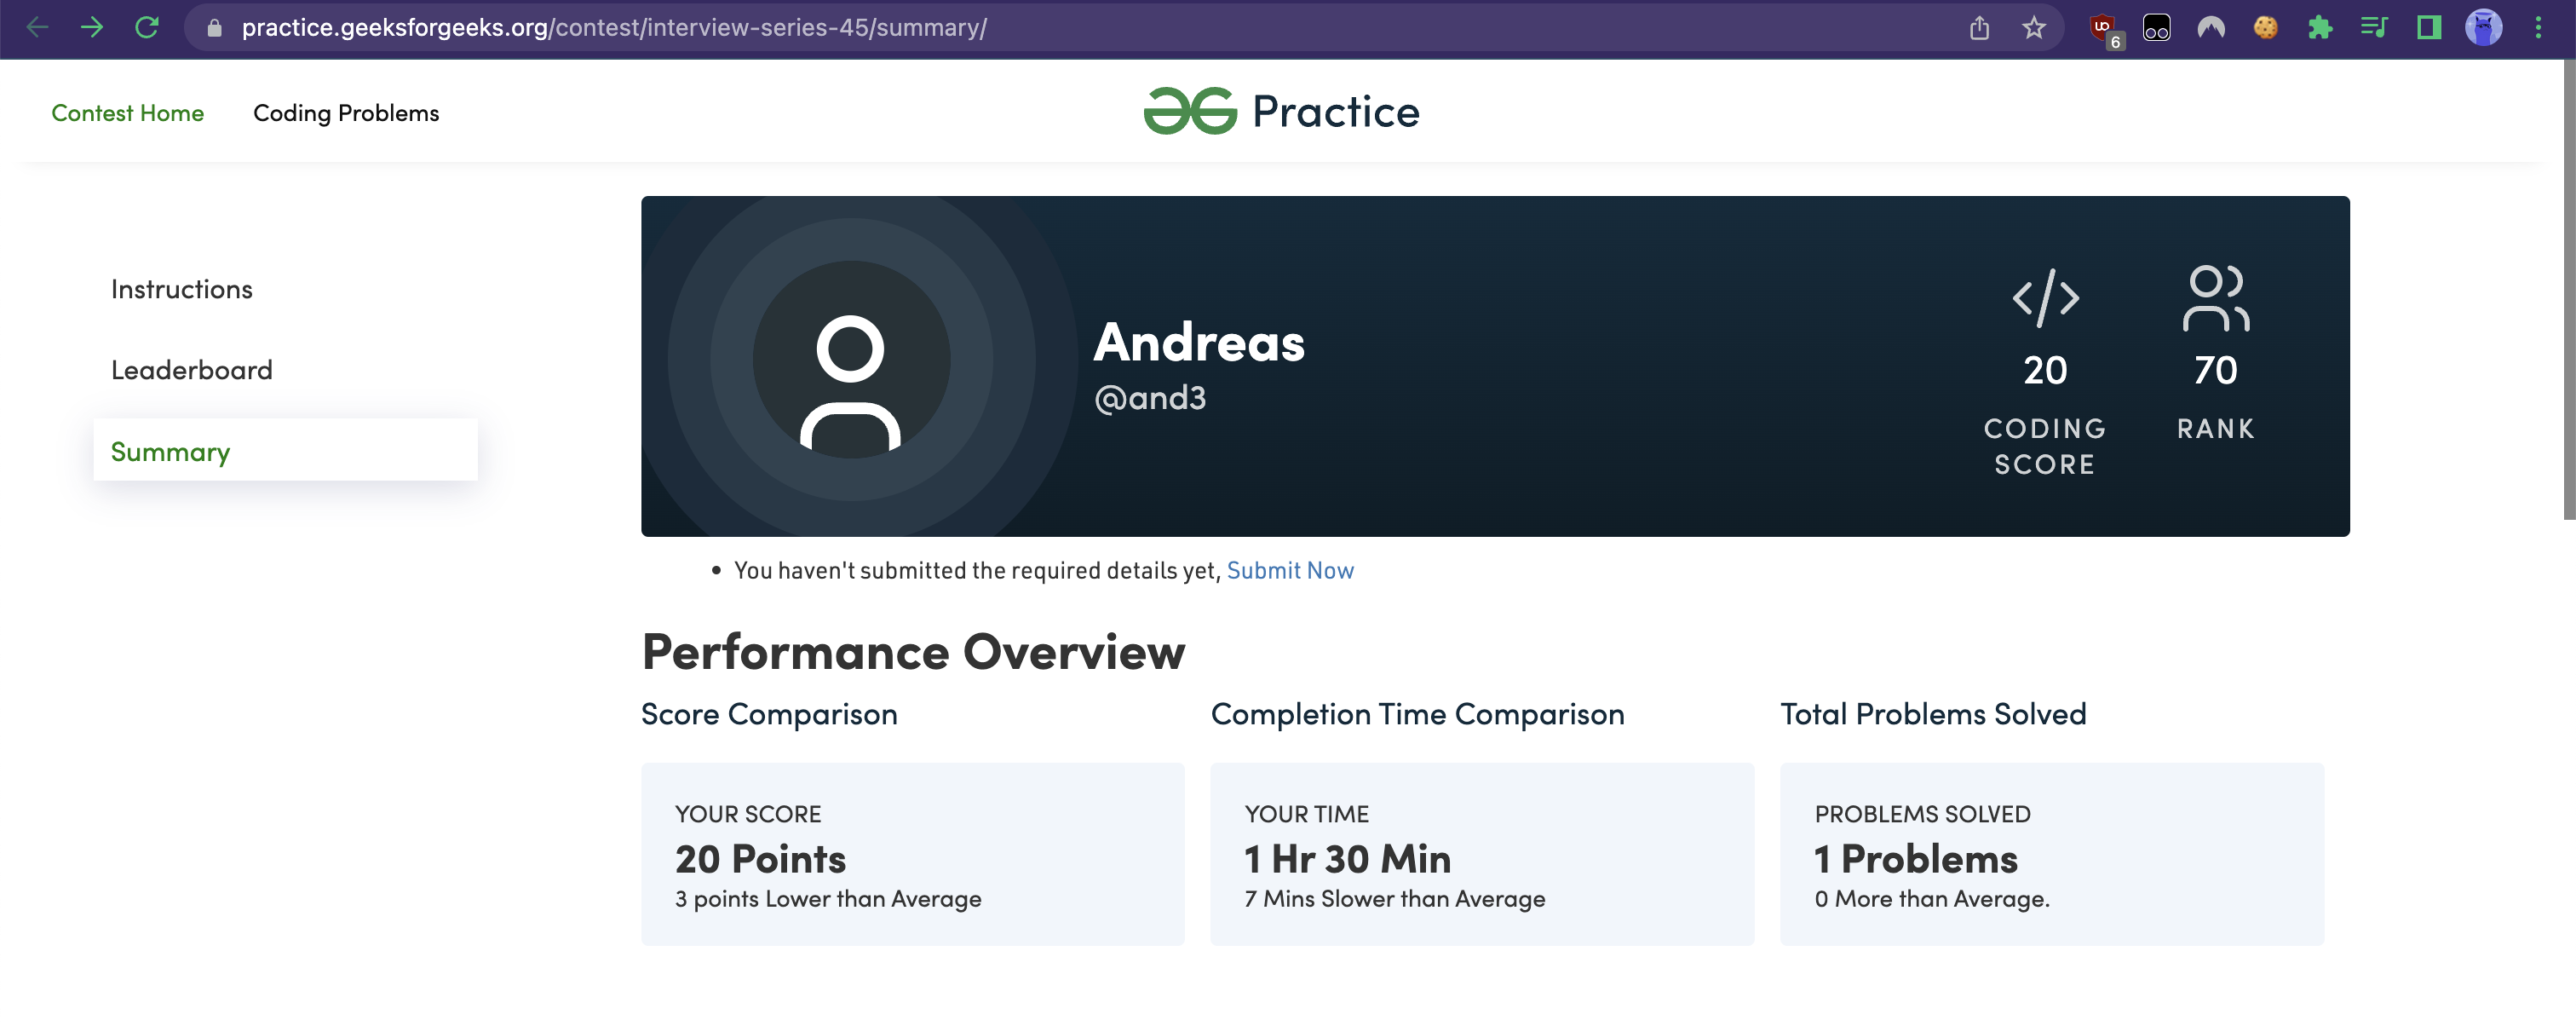 practice.geeksforgeeks.org/contest/interview-series-45/summary/
6
Contest Home
Coding Problems
Practice
Instructions
Leaderboard
Summary
Andreas
@and3
20
CODING
SCORE
70
RANK
You haven't submitted the required details yet, Submit Now
Performance Overview
Score Comparison
YOUR SCORE
20 Points
3 points Lower than Average
Completion Time Comparison
YOUR TIME
1 Hr 30 Min
7 Mins Slower than Average
Total Problems Solved
PROBLEMS SOLVED
1 Problems
0 More than Average.